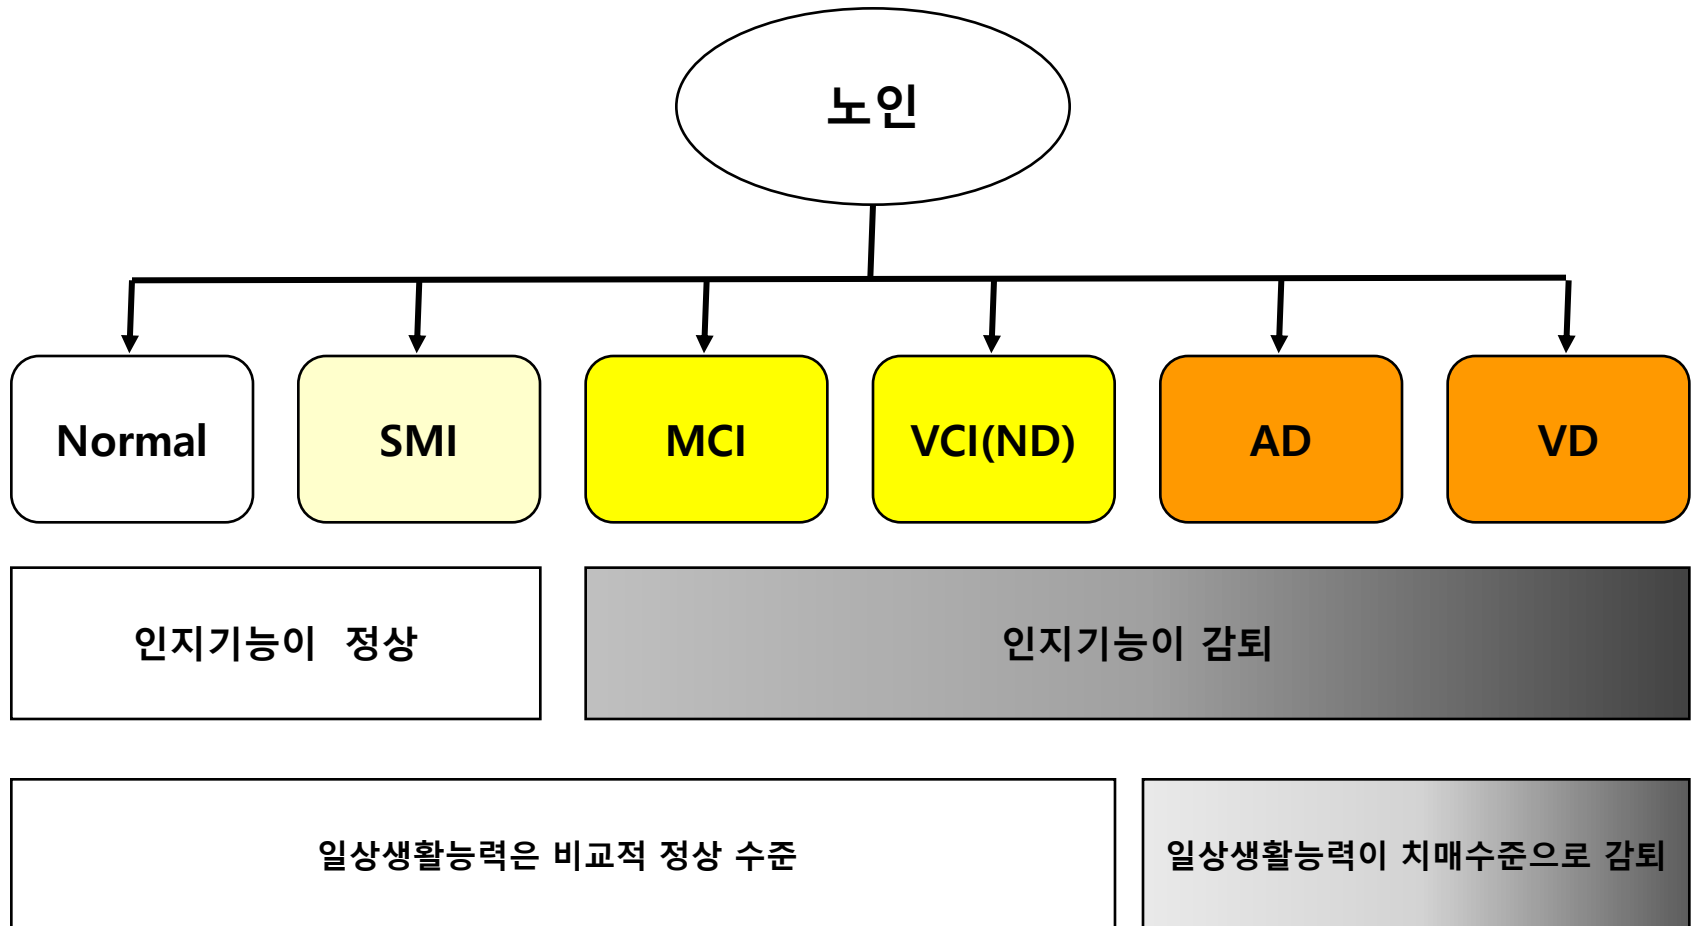 노인
Normal
SMI
MCI
VCI(ND)
AD
VD
인지기능이 정상
인지기능이 감퇴
일상생활능력은 비교적 정상 수준
일상생활능력이 치매수준으로 감퇴